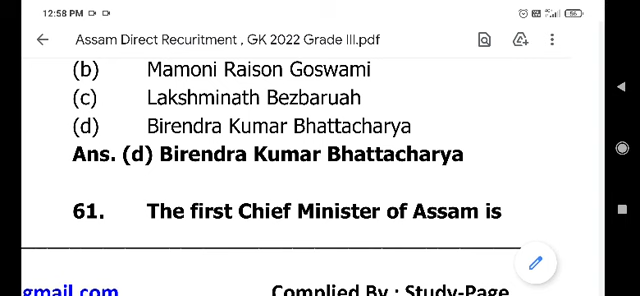 12:58 PM
56
Assam Direct Recuritment , GK 2022 Grade III.pdf
(b) Mamoni Raison Goswami
(c) Lakshminath Bezbaruah
(d) Birendra Kumar Bhattacharya
Ans. (d) Birendra Kumar Bhattacharya
61. The first Chief Minister of Assam is
gmail.com Complied By : Study-Page